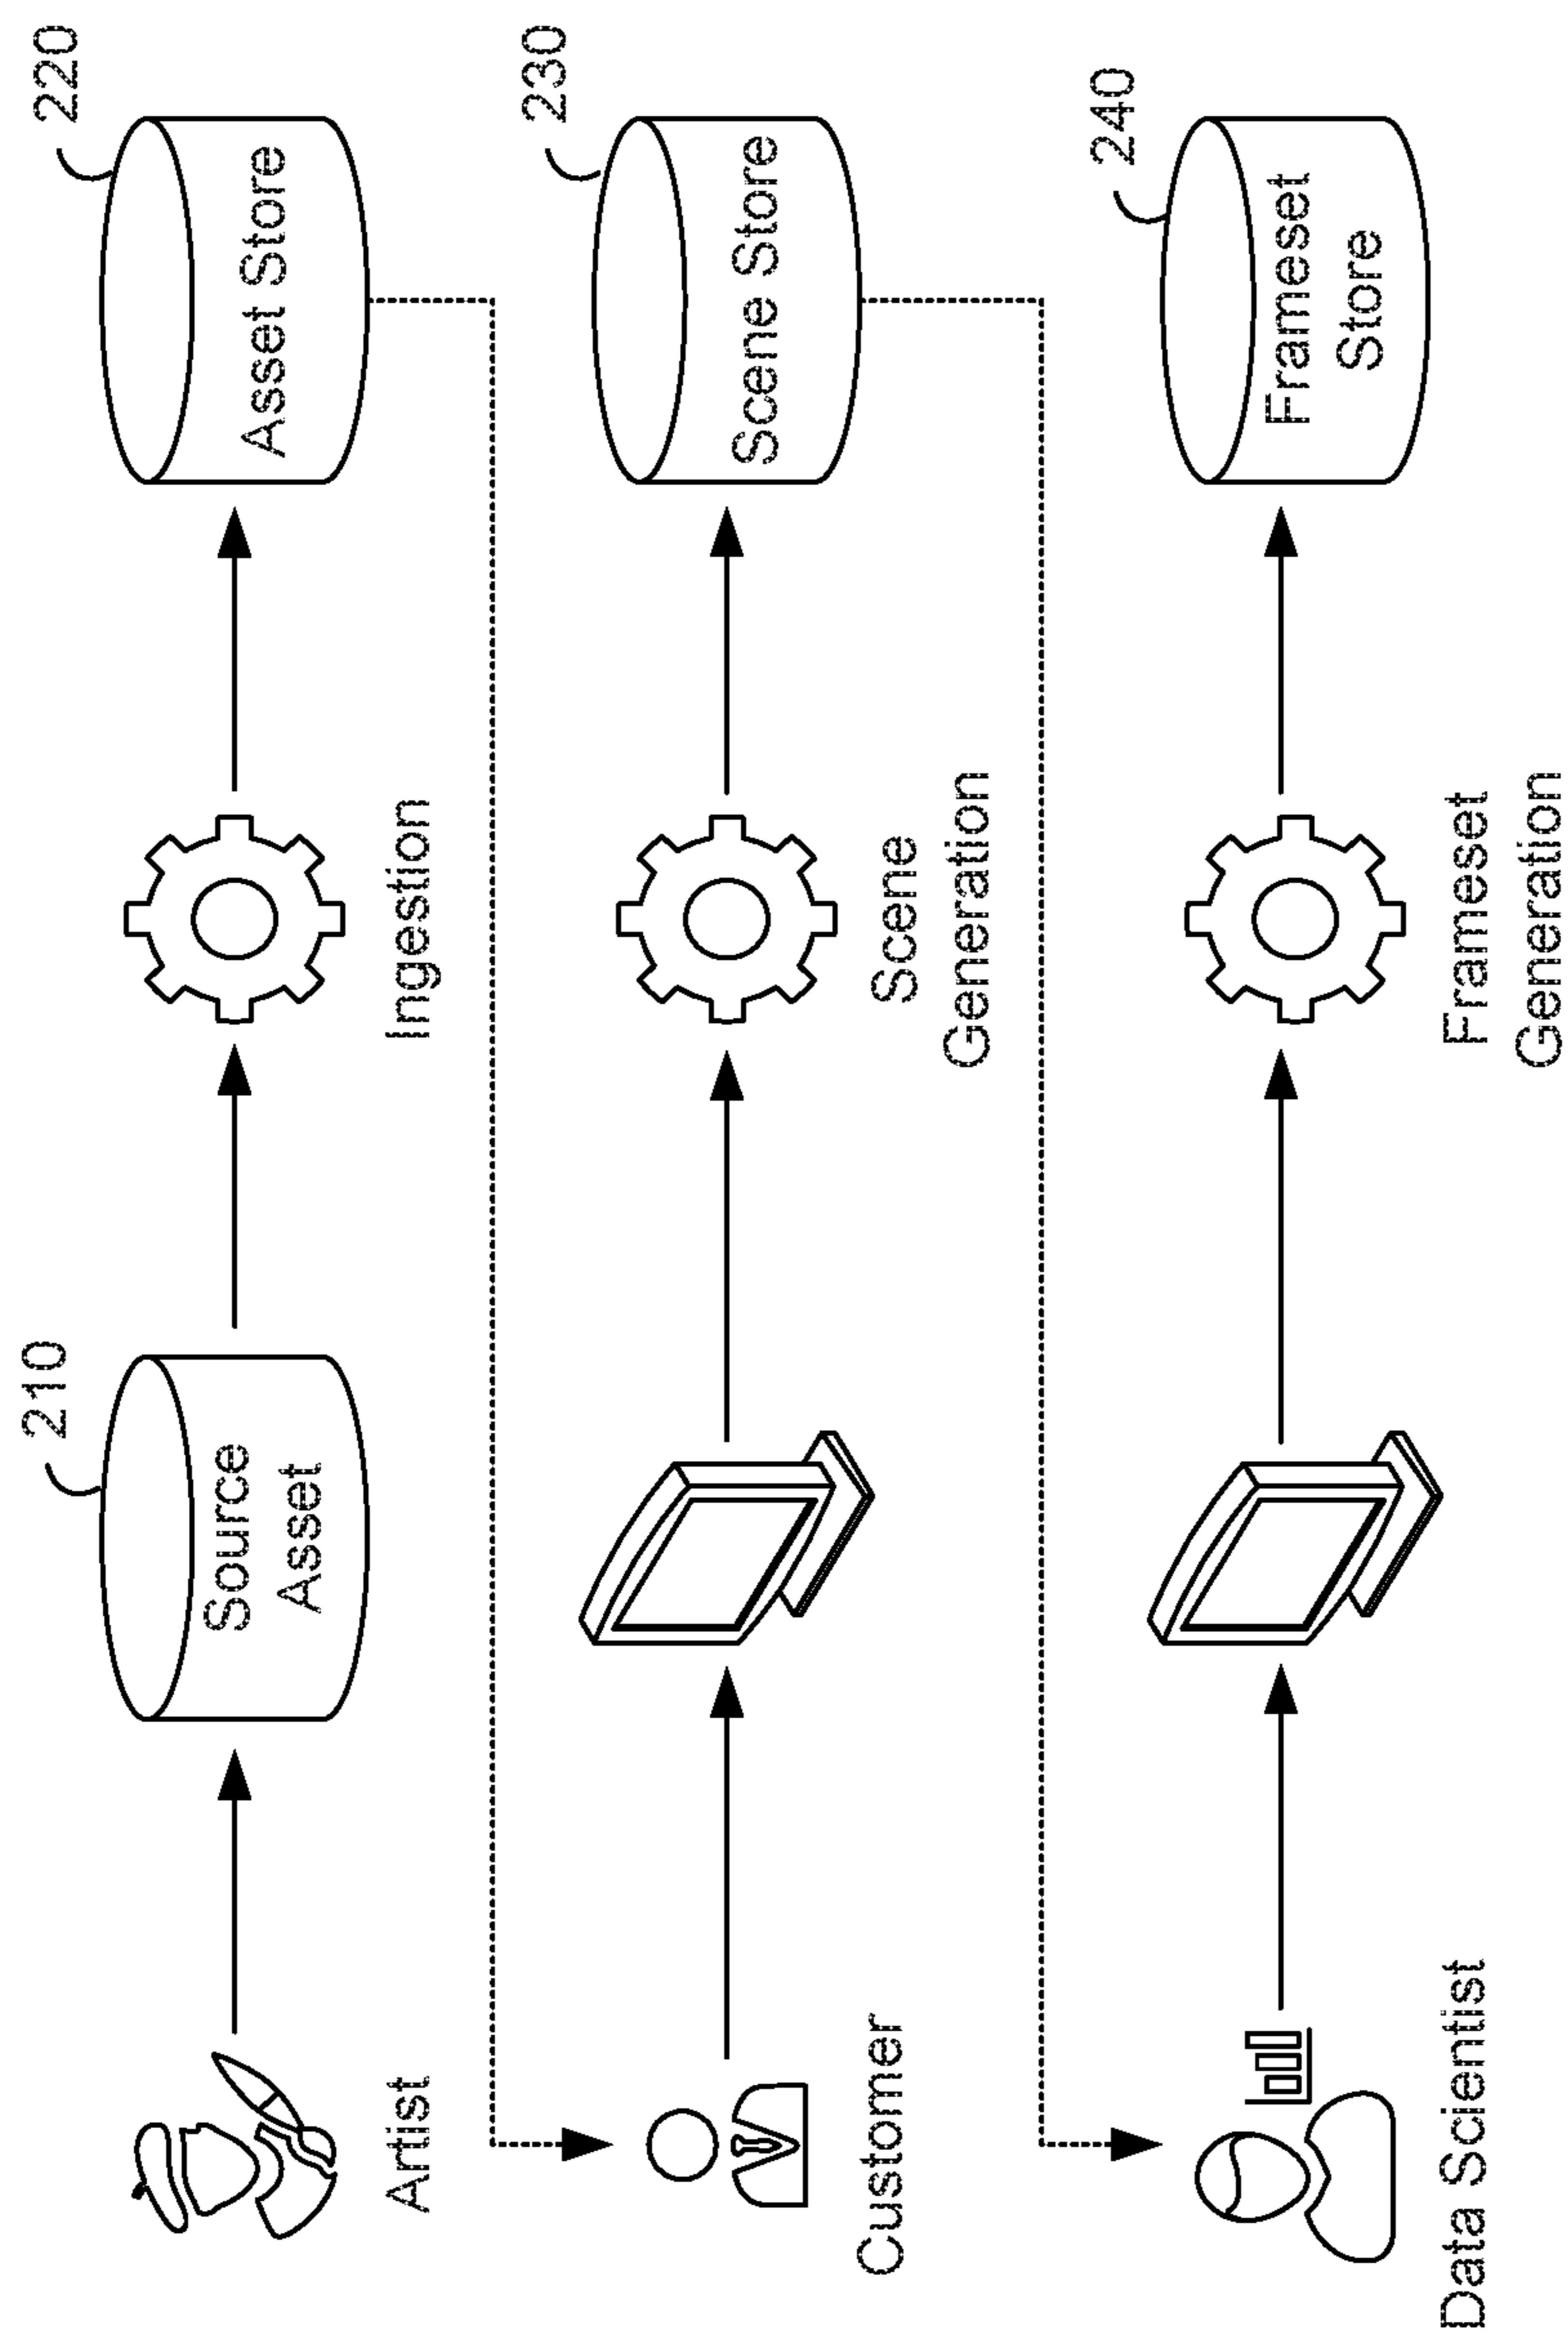 210
220
Source
Asset
Asset Store
Artist
Ingestion
230
Scene Store
Customer
Scene
Generation
240
Frameset
Store
Data Scientist
Frameset
Generation